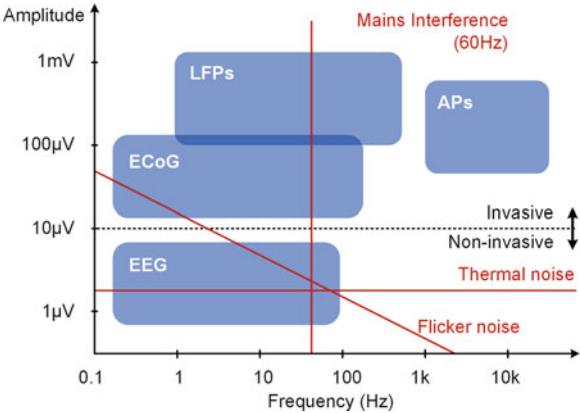 Amplitude
Mains Interference
(60Hz)
1mV
LFPs
APs
100μV
ECoG
10μV
Invasive
Non-invasive
EEG
Thermal noise
1μV
Flicker noise
0.1
1
10
100
1k
10k
Frequency (Hz)